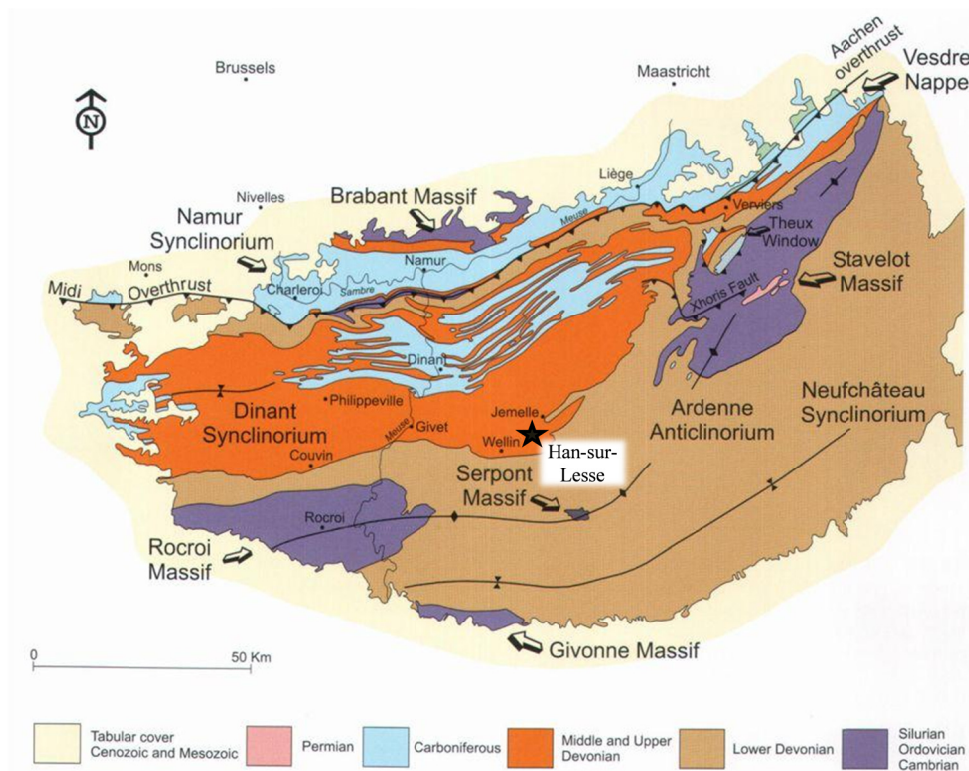 Aachen
overthrust
Vesdre
Nappe
Brussels
Maastricht
N
Nivelles
Brabant Massif
Liège
Meuse
Verviers
Theux
Window
Namur
Synclinorium
Namur
Stavelot
Massif
Mons
Midi Overthrust
Charleroi
Sambre
Xhoris Fault
Dinant
Philippeville
Dinant
Synclinorium
Meuse
Givet
Jemelle
Wellin
Couvin
Han-sur-
Lesse
Ardenne
Anticlinorium
Neufchâteau
Synclinorium
Serpont
Massif
Rocroi
Rocroi
Massif
Givonne Massif
0 50 Km
Tabular cover
Cenozoic and Mesozoic
Permian
Carboniferous
Middle and Upper
Devonian
Lower Devonian
Silurian
Ordovician
Cambrian